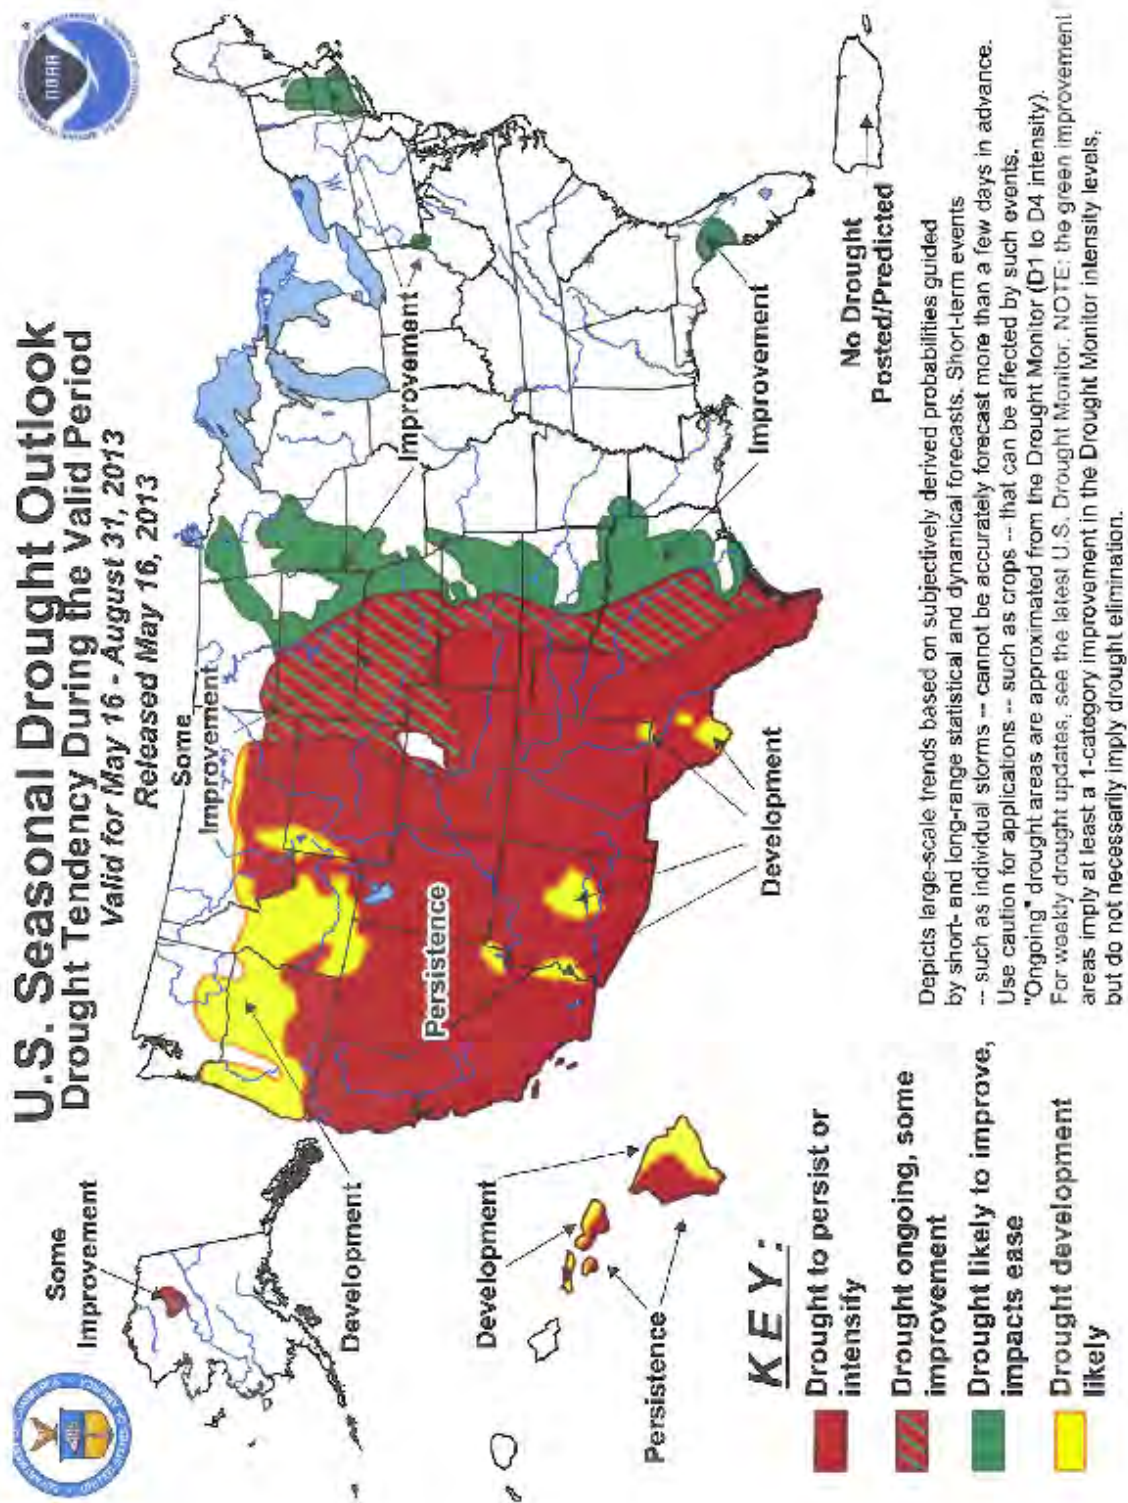 U.S. Seasonal Drought Outlook
Drought Tendency During the Valid Period
Valid for May 16 - August 31, 2013
Released May 16, 2013
NOAA
Some
Improvement
Some
Improvement
Development
Development
Persistence
Persistence
Improvement
Improvement
Development
No Drought
Posted/Predicted
KEY:
Drought to persist or
intensify
Drought ongoing, some
improvement
Drought likely to improve,
impacts ease
Drought development
likely
Depicts large-scale trends based on subjectively derived probabilities guided
by short- and long-range statistical and dynamical forecasts. Short-term events
-- such as individual storms -- cannot be accurately forecast more than a few days in advance.
Use caution for applications -- such as crops -- that can be affected by such events.
"Ongoing" drought areas are approximated from the Drought Monitor (D1 to D4 intensity).
For weekly drought updates, see the latest U.S. Drought Monitor. NOTE: the green improvement
areas imply at least a 1-category improvement in the Drought Monitor intensity levels,
but do not necessarily imply drought elimination.